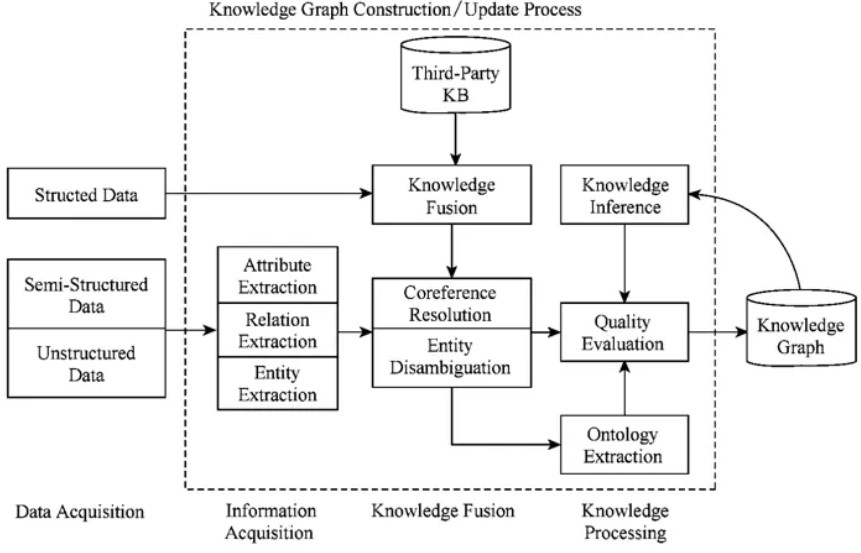 Knowledge Graph Construction/Update Process
Third-Party
KB
Structed Data
Knowledge
Fusion
Knowledge
Inference
Semi-Structured
Data
Unstructured
Data
Attribute
Extraction
Relation
Extraction
Entity
Extraction
Coreference
Resolution
Entity
Disambiguation
Quality
Evaluation
Knowledge
Graph
Ontology
Extraction
Data Acquisition
Information
Acquisition
Knowledge Fusion
Knowledge
Processing